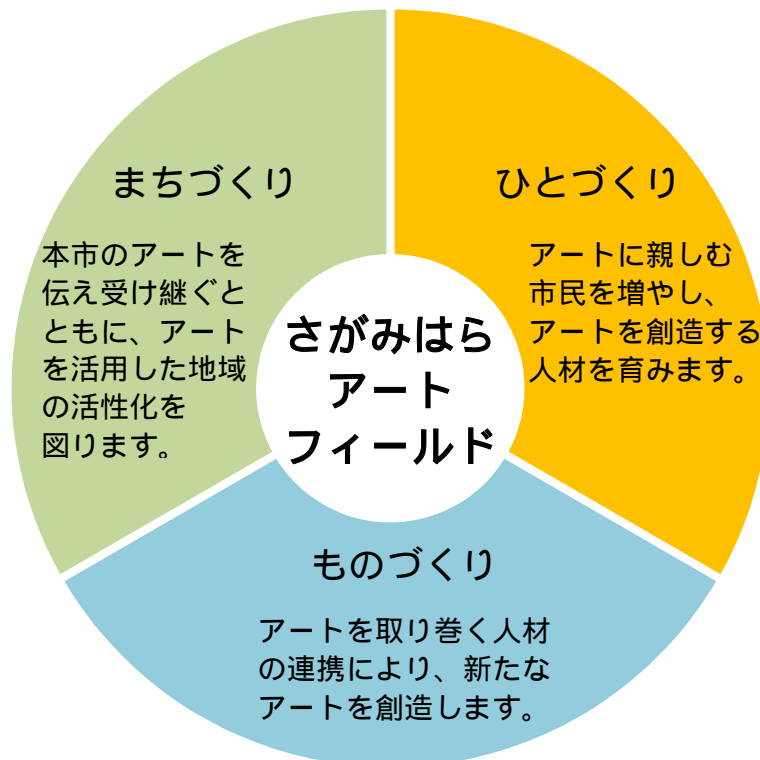 まちづくり
本市のアートを
伝え受け継ぐと
ともに、アート
を活用した地域
の活性化を
図ります。
ひとづくり
アートに親しむ
市民を増やし、
アートを創造する
人材を育みます。
さがみはら
アート
フィールド
ものづくり
アートを取り巻く人材
の連携により、新たな
アートを創造します。